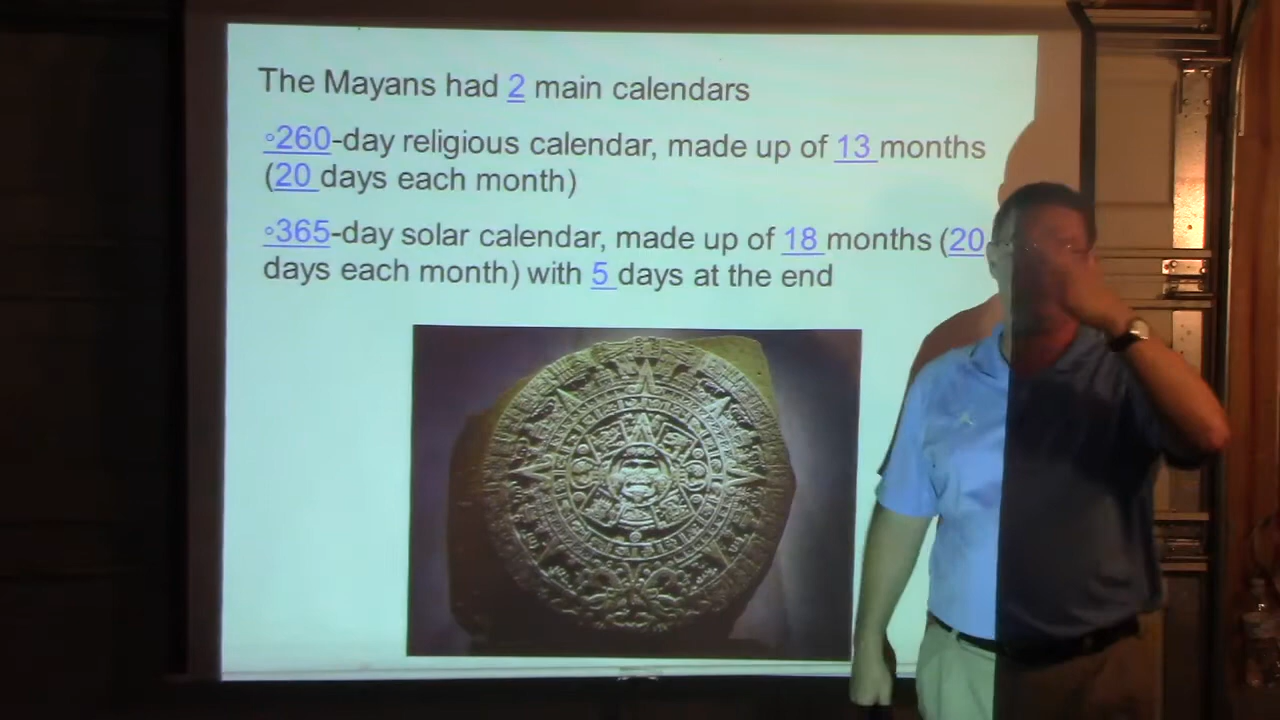 The Mayans had 2 main calendars
◦260-day religious calendar, made up of 13 months
(20 days each month)
◦365-day solar calendar, made up of 18 months (20
days each month) with 5 days at the end